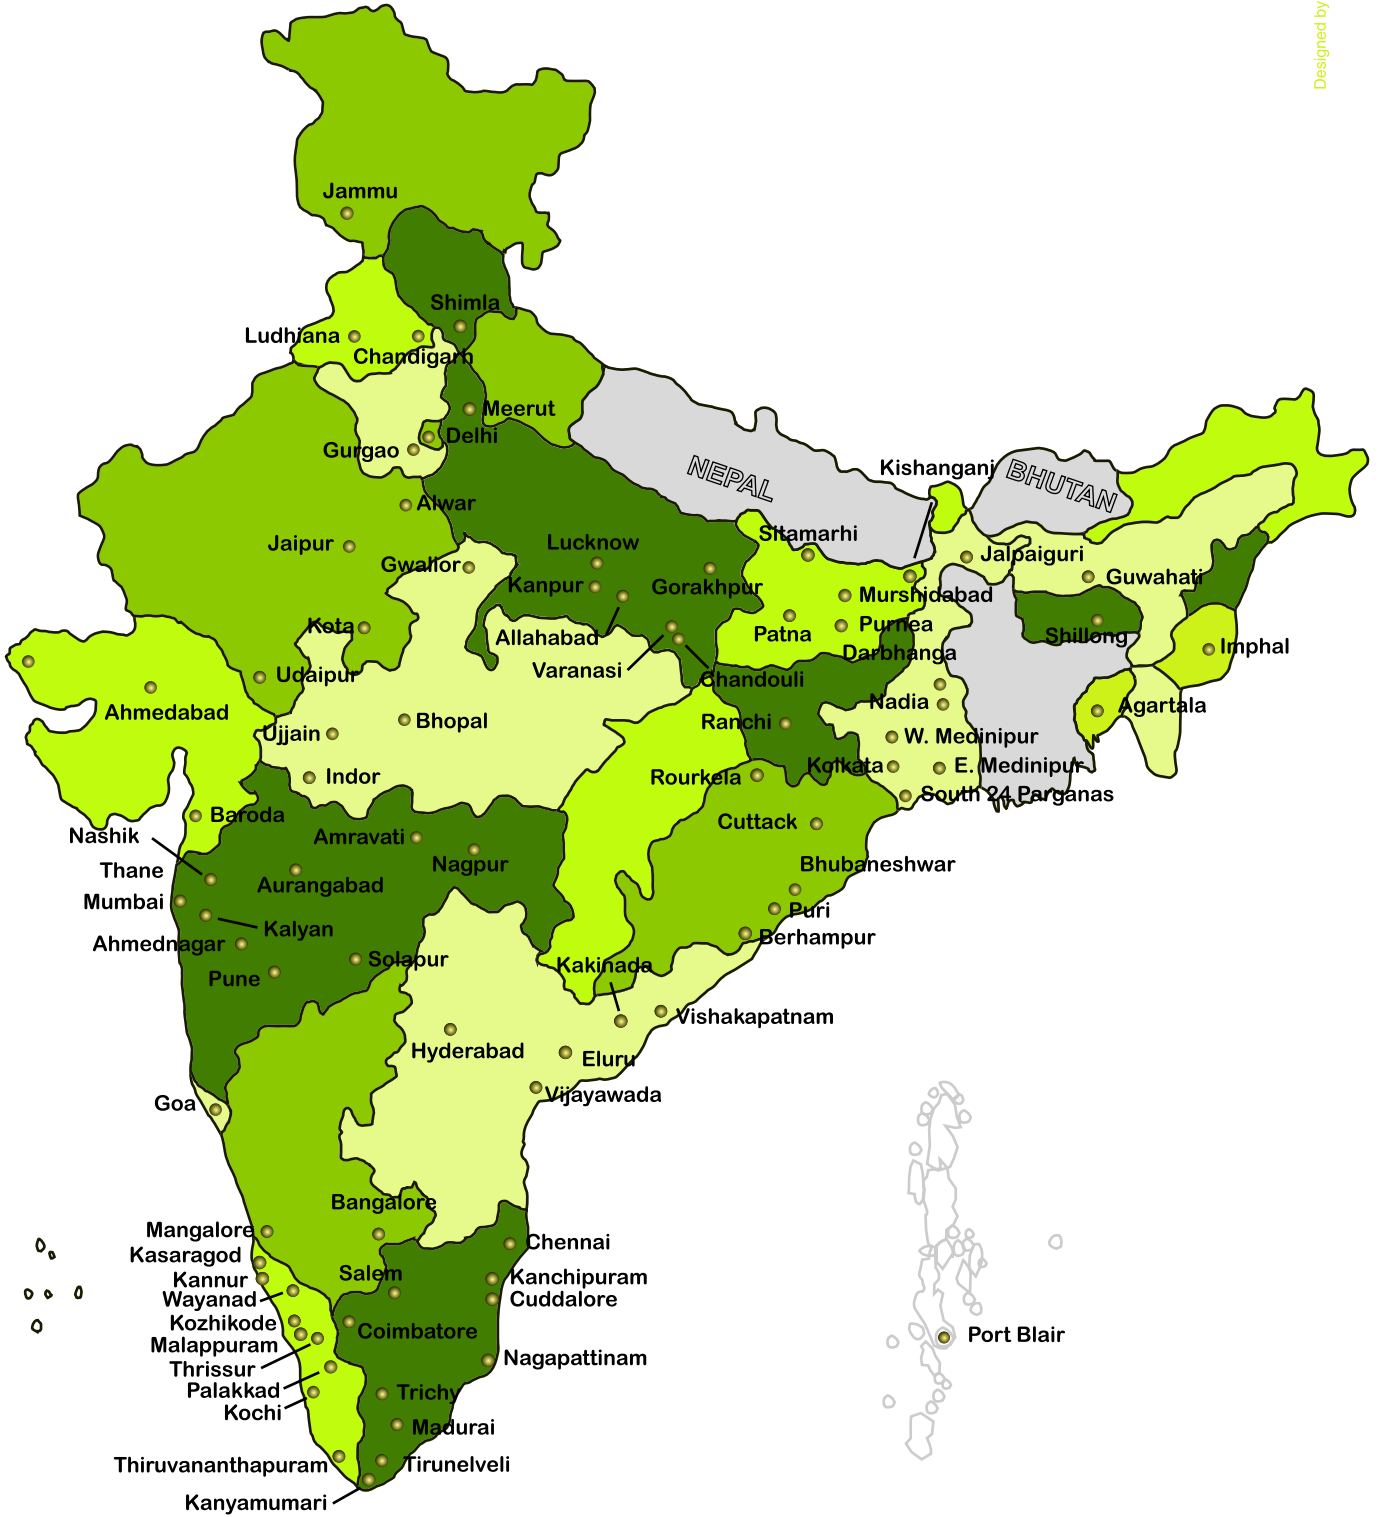 Designed by
Jammu
Shimla
Ludhiana
Chandigarh
Meerut
Delhi
Gurgao
NEPAL
Kishanganj
BHUTAN
Alwar
Sitamarhi
Jaipur
Lucknow
Jalpaiguri
Gwallor
Kanpur
Gorakhpur
Guwahati
Murshidabad
Kota
Allahabad
Patna
Purnea
Shillong
Imphal
Darbhanga
Varanasi
Udaipur
Chandouli
Ahmedabad
Nadia
Agartala
Bhopal
Ranchi
Ujjain
W. Medinipur
Kolkata
E. Medinipur
Indor
Rourkela
South 24 Parganas
Baroda
Cuttack
Nashik
Amravati
Nagpur
Bhubaneshwar
Thane
Aurangabad
Mumbai
Puri
Kalyan
Ahmednagar
Berhampur
Solapur
Kakinada
Pune
Vishakapatnam
Hyderabad
Eluru
Vijayawada
Goa
Bangalore
Mangalore
Chennai
Kasaragod
Salem
Kanchipuram
Kannur
Wayanad
Cuddalore
Kozhikode
Coimbatore
Port Blair
Malappuram
Nagapattinam
Thrissur
Palakkad
Trichy
Kochi
Madurai
Thiruvananthapuram
Tirunelveli
Kanyamumari